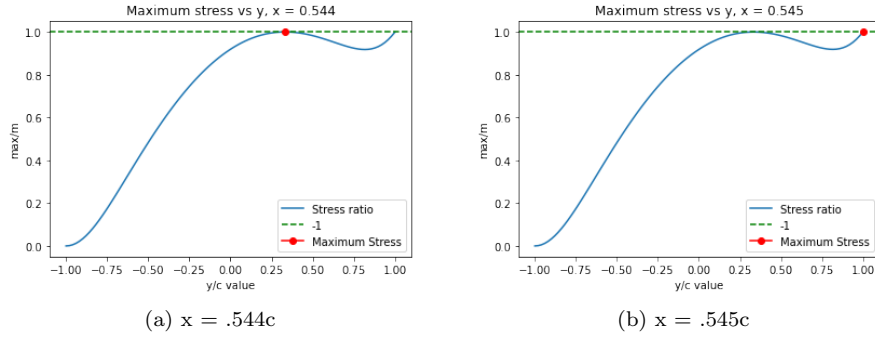 Maximum stress vs y, x = 0.544
1.0
0.8
0.6
0.4
0.2
0.0
max/m
Stress ratio
-1
Maximum Stress
−1.00 −0.75 −0.50 −0.25 0.00 0.25 0.50 0.75 1.00
y/c value
(a) x = .544c
Maximum stress vs y, x = 0.545
1.0
0.8
0.6
0.4
0.2
0.0
max/m
Stress ratio
-1
Maximum Stress
−1.00 −0.75 −0.50 −0.25 0.00 0.25 0.50 0.75 1.00
y/c value
(b) x = .545c